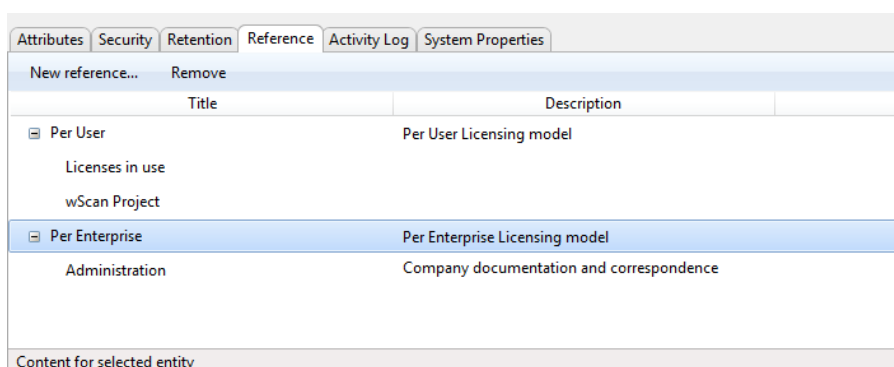 Attributes Security Retention Reference Activity Log System Properties
New reference... Remove
Title Description
Per User Per User Licensing model
Licenses in use
wScan Project
Per Enterprise Per Enterprise Licensing model
Administration Company documentation and correspondence
Content for selected entity